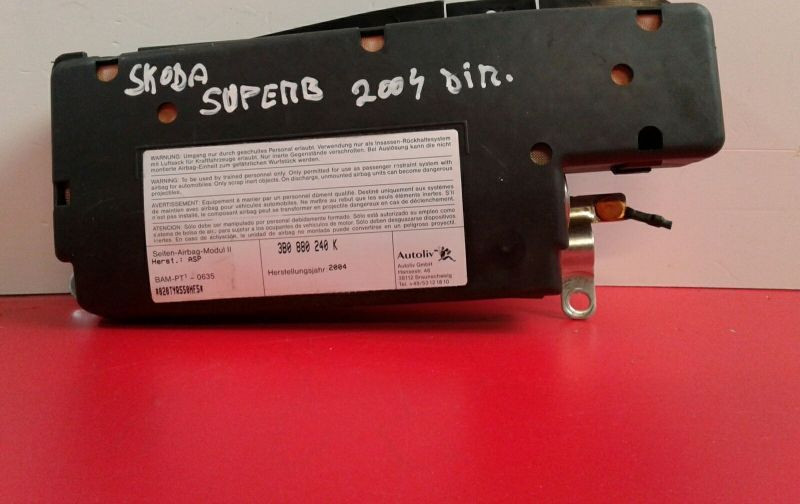 SKODA
SUPERB 2004 Dir.
WARNUNG: Umgang nur durch geschultes Personal erlaubt. Verwendung nur als Insassen-Rückhaltesystem
mit Luftsack für Kraftfahrzeuge erlaubt. Nur inerte Gegenstände verschrotten. Bei Auslösung kann die nicht
montierte Airbag-Einheit zum gefährlichen Wurfstück werden.
WARNING: To be used by trained personnel only. Only permitted for use as passenger restraint system with
airbag for automobiles. Only scrap inert objects. On discharge, unmounted airbag units can become dangerous
projectiles.
AVERTISSEMENT: Equipement à manier par un personnel dûment qualifié. Destiné uniquement aux systèmes
de maintien avec airbag pour véhicules automobiles. Ne mettre au rebut que les seuls éléments inertes. S'il
n'est pas installé, le composant airbag peut se transformer en projectile dangereux en cas de déclenchement.
ATENCION: Sólo debe ser manipulado por personal debidamente formado. Sólo está autorizado su empleo como
sistema de bolsa de aire para sujetar a los ocupantes de vehículos de motor. Sólo deben desguazarse dispositivos
inertes. En caso de activación, la unidad de airbag no montada puede convertirse en un peligroso proyectil.
Seiten-Airbag-Modul II
Herst.: ASP
BAM-PT1 - 0635
*820TYRSS0HF5*
3B0 880 240 K
Herstellungsjahr 2004
Autoliv
Autoliv GmbH
Hansestr. 46
38112 Braunschweig
Tel. +49/53 12 18 10